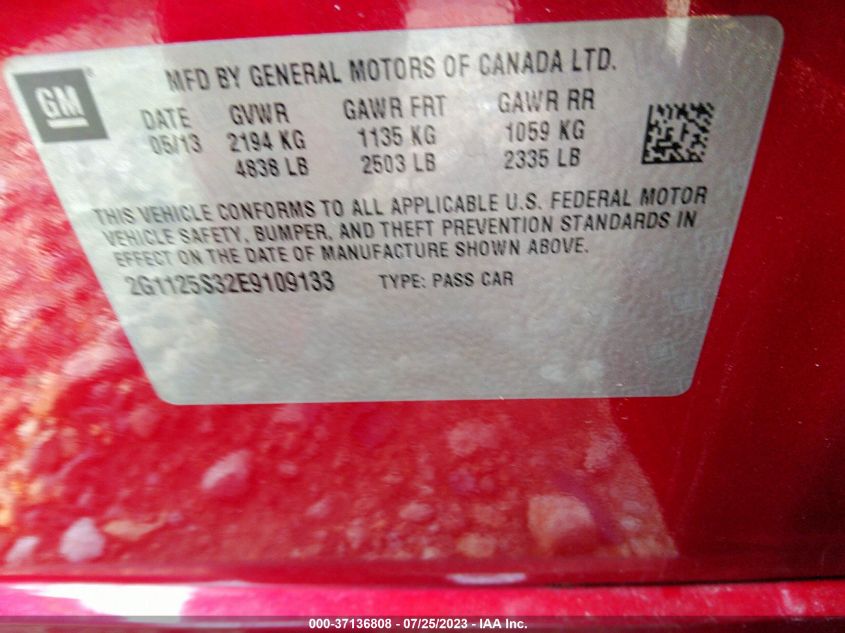 GM
MFD BY GENERAL MOTORS OF CANADA LTD.
DATE GVWR GAWR FRT GAWR RR
05/13 2194 KG 1135 KG 1059 KG
4838 LB 2503 LB 2335 LB
THIS VEHICLE CONFORMS TO ALL APPLICABLE U.S. FEDERAL MOTOR
VEHICLE SAFETY, BUMPER, AND THEFT PREVENTION STANDARDS IN
EFFECT ON THE DATE OF MANUFACTURE SHOWN ABOVE.
2G1125S32E9109133 TYPE: PASS CAR
000-37136808 - 07/25/2023 - IAA Inc.